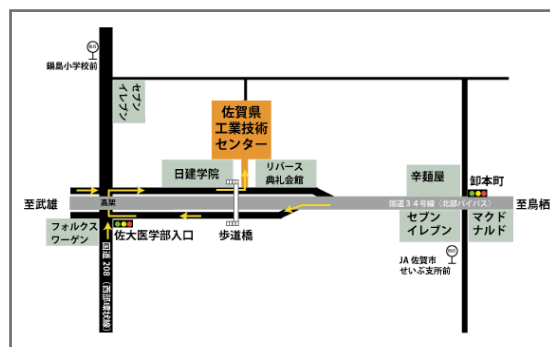 BUS
鍋島小学校前
セブン
イレブン
佐賀県
工業技術
センター
日建学院
リバース
典礼会館
辛麺屋
卸本町
至武雄
高架
国道34号線(北部バイパス)
至鳥栖
フォルクス
ワーゲン
佐大医学部入口
歩道橋
セブン
イレブン
マクド
ナルド
国道208(西部環状線)
BUS
JA 佐賀市
せいぶ支所前